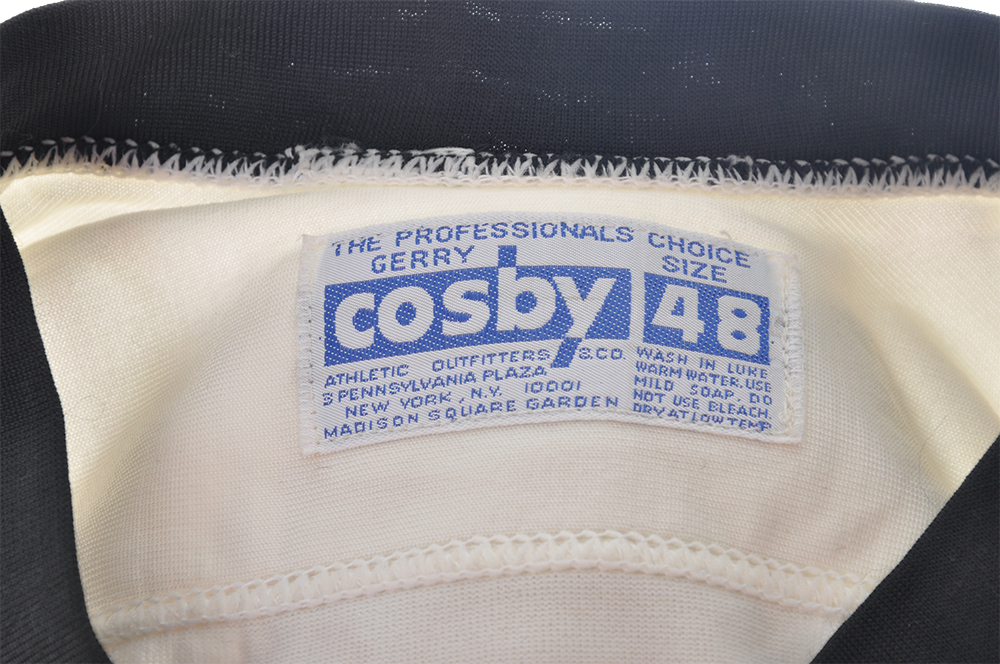 THE PROFESSIONALS CHOICE
GERRY
cosby
ATHLETIC OUTFITTERS &CO.
3 PENNSYLVANIA PLAZA
NEW YORK, N.Y. 10001
MADISON SQUARE GARDEN
SIZE
48
WASH IN LUKE
WARM WATER. USE
MILD SOAP. DO
NOT USE BLEACH.
DRY AT LOW TEMP